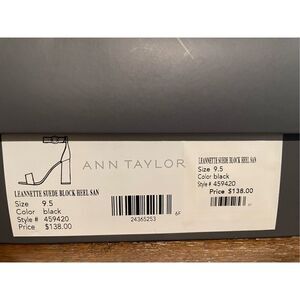 ANN TAYLOR
LEANNETTE SUEDE BLOCK HEEL SAN
Size 9.5
Color black
Style # 459420
Price $138.00
24365253
6F
LEANNETTE SUEDE BLOCK HEEL SAN
Size 9.5
Color black
Style # 459420
Price $138.00